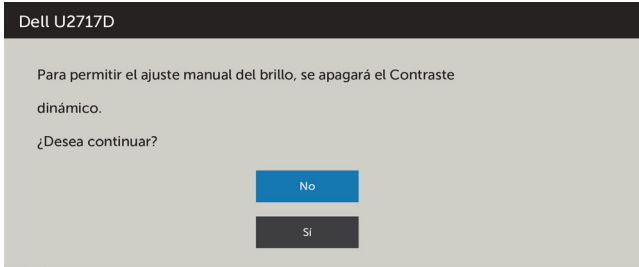 Dell U2717D
Para permitir el ajuste manual del brillo, se apagará el Contraste
dinámico.
¿Desea continuar?
No
Sí